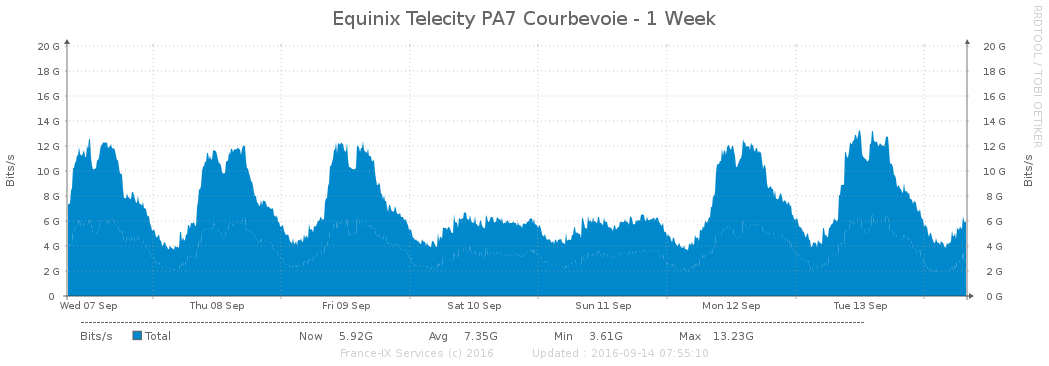 Equinix Telecity PA7 Courbevoie - 1 Week
RRDTOOL / TOBI OETIKER
Bits/s
20 G 20 G
18 G 18 G
16 G 16 G
14 G 14 G
12 G 12 G
10 G 10 G
8 G 8 G
6 G 6 G
4 G 4 G
2 G 2 G
0 0 G
Bits/s
Wed 07 Sep Thu 08 Sep Fri 09 Sep Sat 10 Sep Sun 11 Sep Mon 12 Sep Tue 13 Sep
Bits/s Total Now 5.92G Avg 7.35G Min 3.61G Max 13.23G
France-IX Services (c) 2016 Updated : 2016-09-14 07:55:10